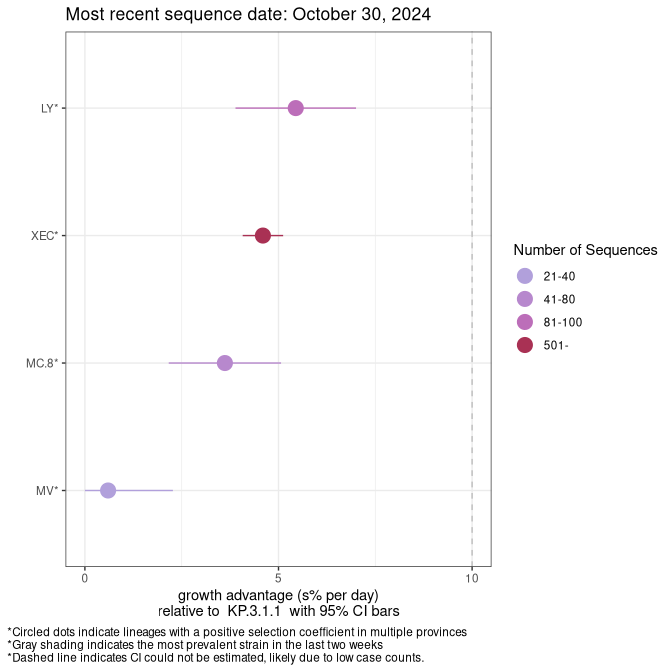 Most recent sequence date: October 30, 2024
LY*
XEC*
MC.8*
MV*
0
5
10
growth advantage (s% per day)
relative to  KP.3.1.1  with 95% CI bars
Number of Sequences
21-40
41-80
81-100
501-
*Circled dots indicate lineages with a positive selection coefficient in multiple provinces
*Gray shading indicates the most prevalent strain in the last two weeks
*Dashed line indicates CI could not be estimated, likely due to low case counts.